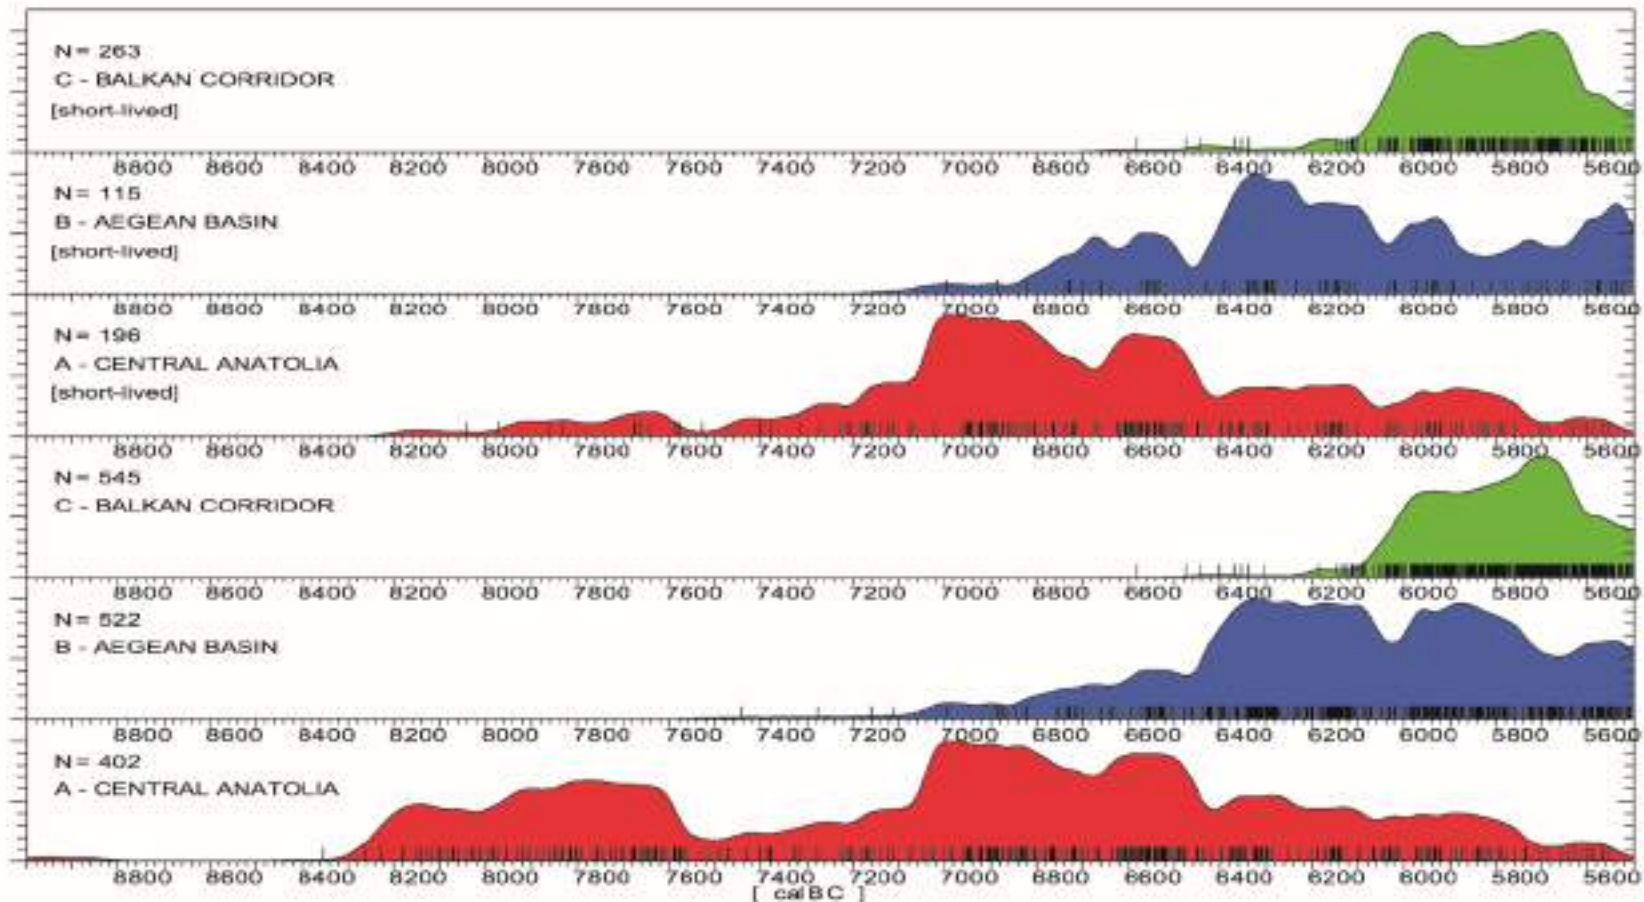 N= 263
C - BALKAN CORRIDOR
[short-lived]
8800 8600 8400 8200 8000 7800 7600 7400 7200 7000 6800 6600 6400 6200 6000 5800 5600
N= 115
B - AEGEAN BASIN
[short-lived]
8800 8600 8400 8200 8000 7800 7600 7400 7200 7000 6800 6600 6400 6200 6000 5800 5600
N= 196
A - CENTRAL ANATOLIA
[short-lived]
8800 8600 8400 8200 8000 7800 7600 7400 7200 7000 6800 6600 6400 6200 6000 5800 5600
N= 545
C - BALKAN CORRIDOR
8800 8600 8400 8200 8000 7800 7600 7400 7200 7000 6800 6600 6400 6200 6000 5800 5600
N= 522
B - AEGEAN BASIN
8800 8600 8400 8200 8000 7800 7600 7400 7200 7000 6800 6600 6400 6200 6000 5800 5600
N= 402
A - CENTRAL ANATOLIA
8800 8600 8400 8200 8000 7800 7600 7400 7200 7000 6800 6600 6400 6200 6000 5800 5600
[ calBC ]